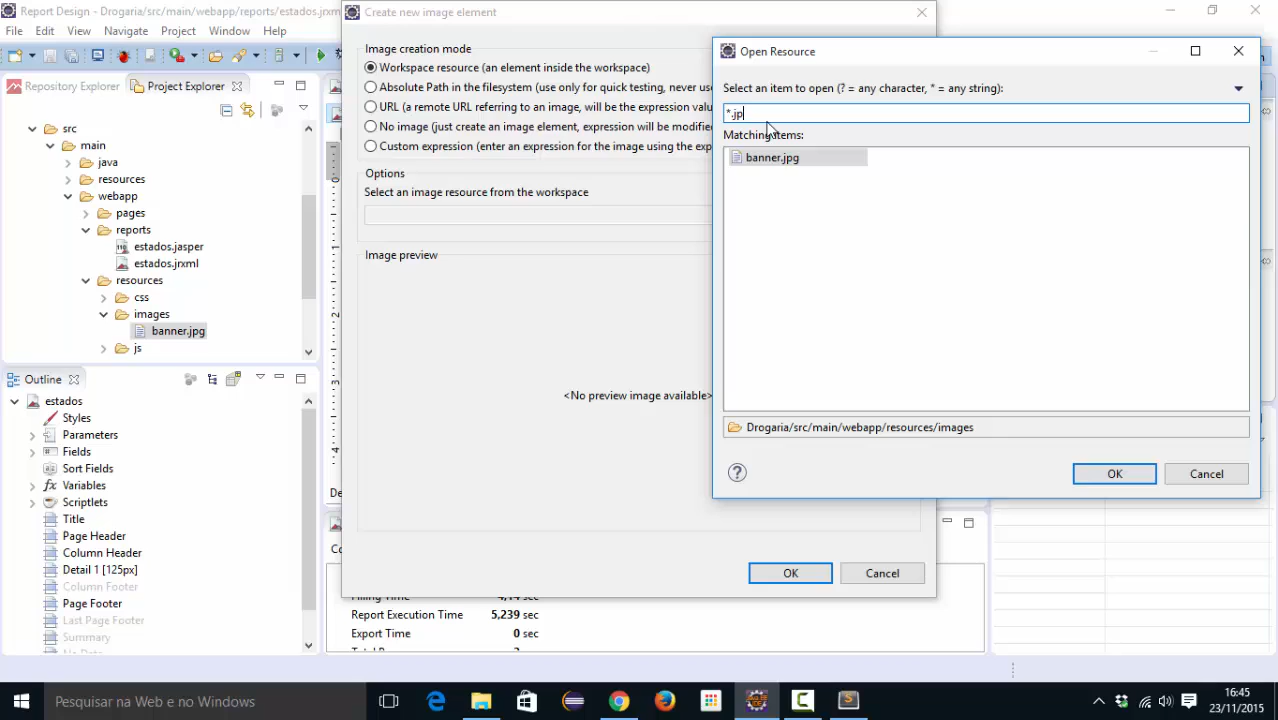 Report Design - Drogaria/src/main/webapp/reports/estados.jrxm
File Edit View Navigate Project Window Help
Repository Explorer Project Explorer
src
main
java
resources
webapp
pages
reports
estados.jasper
estados.jrxml
resources
css
images
banner.jpg
js
Outline
estados
Styles
Parameters
Fields
Sort Fields
fx Variables
Scriptlets
Title
Page Header
Column Header
Detail 1 [125px]
Column Footer
Page Footer
Last Page Footer
Summary
Create new image element
Image creation mode
Workspace resource (an element inside the workspace)
Absolute Path in the filesystem (use only for quick testing, never use
URL (a remote URL referring to an image, will be the expression valu
No image (just create an image element, expression will be modifie
Custom expression (enter an expression for the image using the exp
Options
Select an image resource from the workspace
Image preview
<No preview image available>
OK Cancel
Report Execution Time 5,239 sec
Export Time 0 sec
Open Resource
Select an item to open (? = any character, * = any string):
*.jp
Matching items:
banner.jpg
Drogaria/src/main/webapp/resources/images
OK Cancel
Pesquisar na Web e no Windows
16:45
23/11/2015